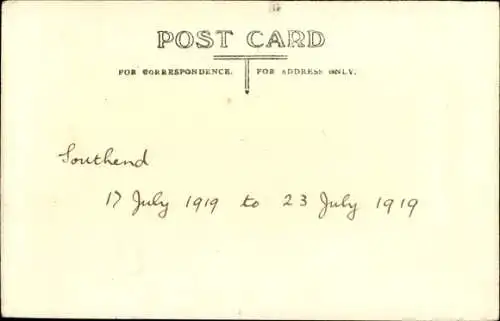 POST CARD
FOR CORRESPONDENCE. FOR ADDRESS ONLY.
Southend
17 July 1919 to 23 July 1919